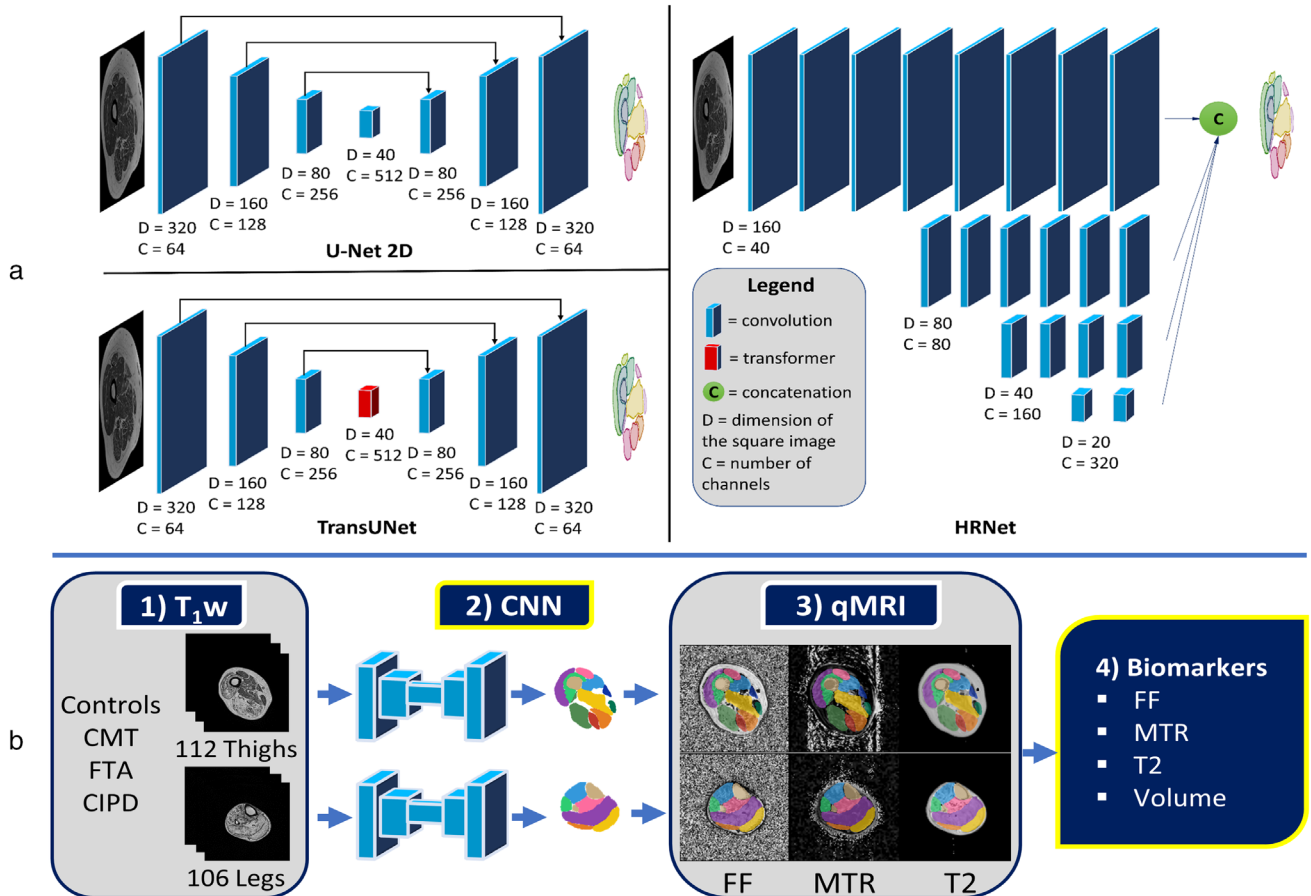 a
D = 320
C = 64
D = 160
C = 128
D = 80
C = 256
D = 40
C = 512
D = 80
C = 256
D = 160
C = 128
D = 320
C = 64
U-Net 2D
D = 320
C = 64
D = 160
C = 128
D = 80
C = 256
D = 40
C = 512
D = 80
C = 256
D = 160
C = 128
D = 320
C = 64
TransUNet
C
D = 160
C = 40
D = 80
C = 80
D = 40
C = 160
D = 20
C = 320
HRNet
Legend
= convolution
= transformer
C = concatenation
D = dimension of
the square image
C = number of
channels
b
1) T₁w
Controls
CMT
FTA
CIPD
112 Thighs
106 Legs
2) CNN
3) qMRI
FF MTR T2
4) Biomarkers
▪ FF
▪ MTR
▪ T2
▪ Volume